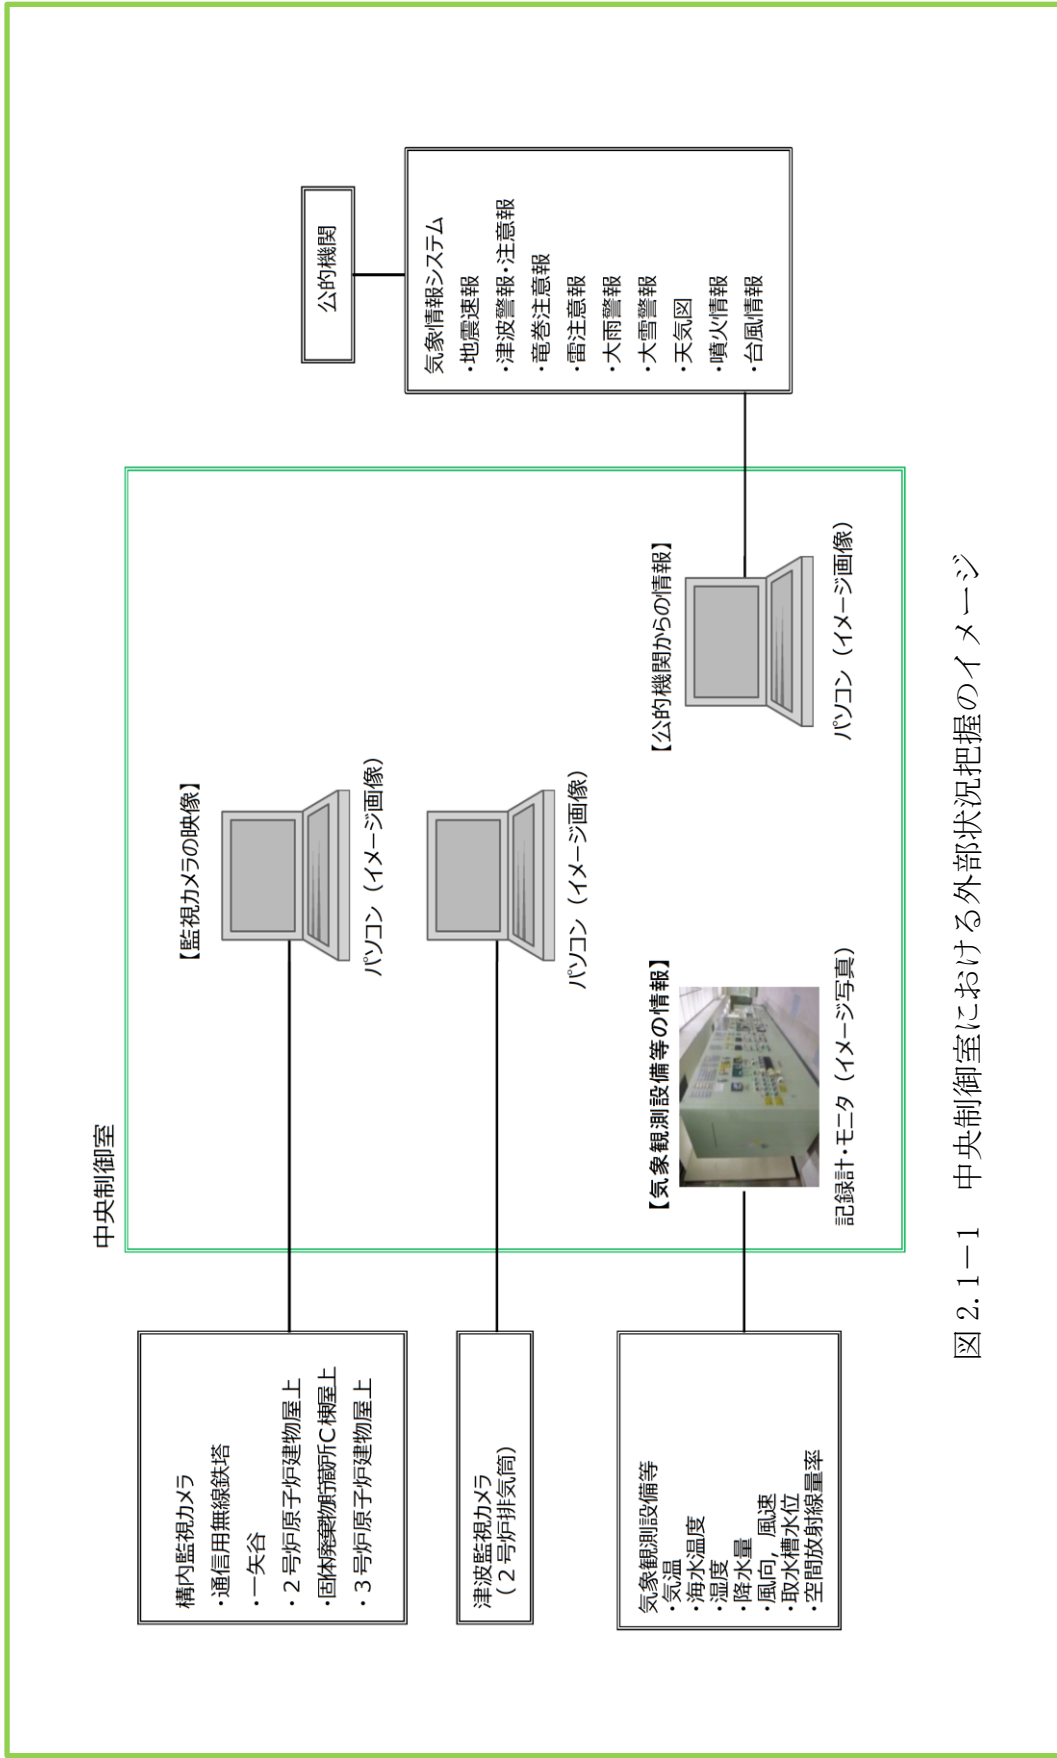 中央制御室
構内監視カメラ
・通信用無線鉄塔
・一矢谷
・２号炉原子炉建物屋上
・固体廃棄物貯蔵所C棟屋上
・３号炉原子炉建物屋上
津波監視カメラ
（２号炉排気筒）
気象観測設備等
・気温
・海水温度
・湿度
・降水量
・風向，風速
・取水槽水位
・空間放射線量率
【監視カメラの映像】
パソコン（イメージ画像）
パソコン（イメージ画像）
【気象観測設備等の情報】
記録計・モニタ（イメージ写真）
【公的機関からの情報】
パソコン（イメージ画像）
公的機関
気象情報システム
・地震速報
・津波警報・注意報
・竜巻注意報
・雷注意報
・大雨警報
・大雪警報
・天気図
・噴火情報
・台風情報
図 2.1－1　中央制御室における外部状況把握のイメージ